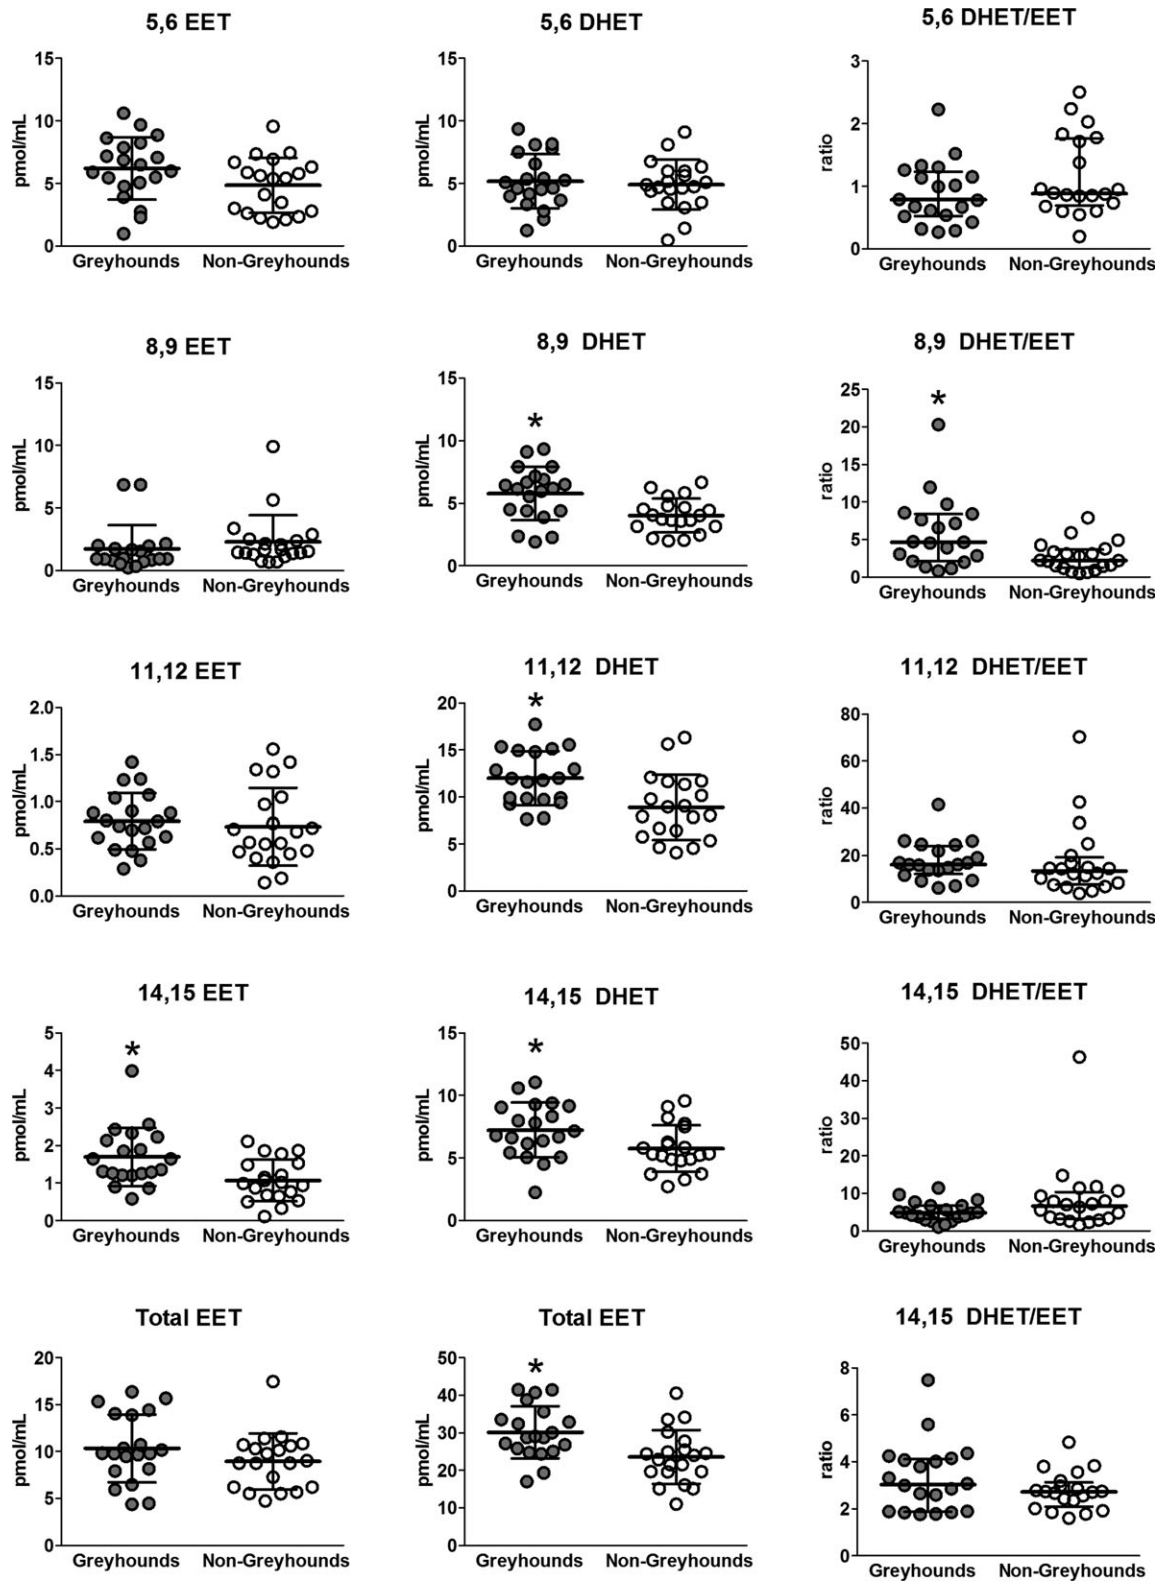 5,6 EET
5,6 DHET
5,6 DHET/EET
15
10
5
0
pmol/mL
Greyhounds Non-Greyhounds
15
10
5
0
pmol/mL
Greyhounds Non-Greyhounds
3
2
1
0
ratio
Greyhounds Non-Greyhounds
8,9 EET
8,9 DHET
8,9 DHET/EET
15
10
5
0
pmol/mL
Greyhounds Non-Greyhounds
15
10
5
0
pmol/mL
*
Greyhounds Non-Greyhounds
25
20
15
10
5
0
ratio
*
Greyhounds Non-Greyhounds
11,12 EET
11,12 DHET
11,12 DHET/EET
2.0
1.5
1.0
0.5
0.0
pmol/mL
Greyhounds Non-Greyhounds
20
15
10
5
0
pmol/mL
*
Greyhounds Non-Greyhounds
80
60
40
20
0
ratio
Greyhounds Non-Greyhounds
14,15 EET
14,15 DHET
14,15 DHET/EET
5
4
3
2
1
0
pmol/mL
*
Greyhounds Non-Greyhounds
15
10
5
0
pmol/mL
*
Greyhounds Non-Greyhounds
50
40
30
20
10
0
ratio
Greyhounds Non-Greyhounds
Total EET
Total EET
14,15 DHET/EET
20
15
10
5
0
pmol/mL
Greyhounds Non-Greyhounds
50
40
30
20
10
0
pmol/mL
*
Greyhounds Non-Greyhounds
8
6
4
2
0
ratio
Greyhounds Non-Greyhounds